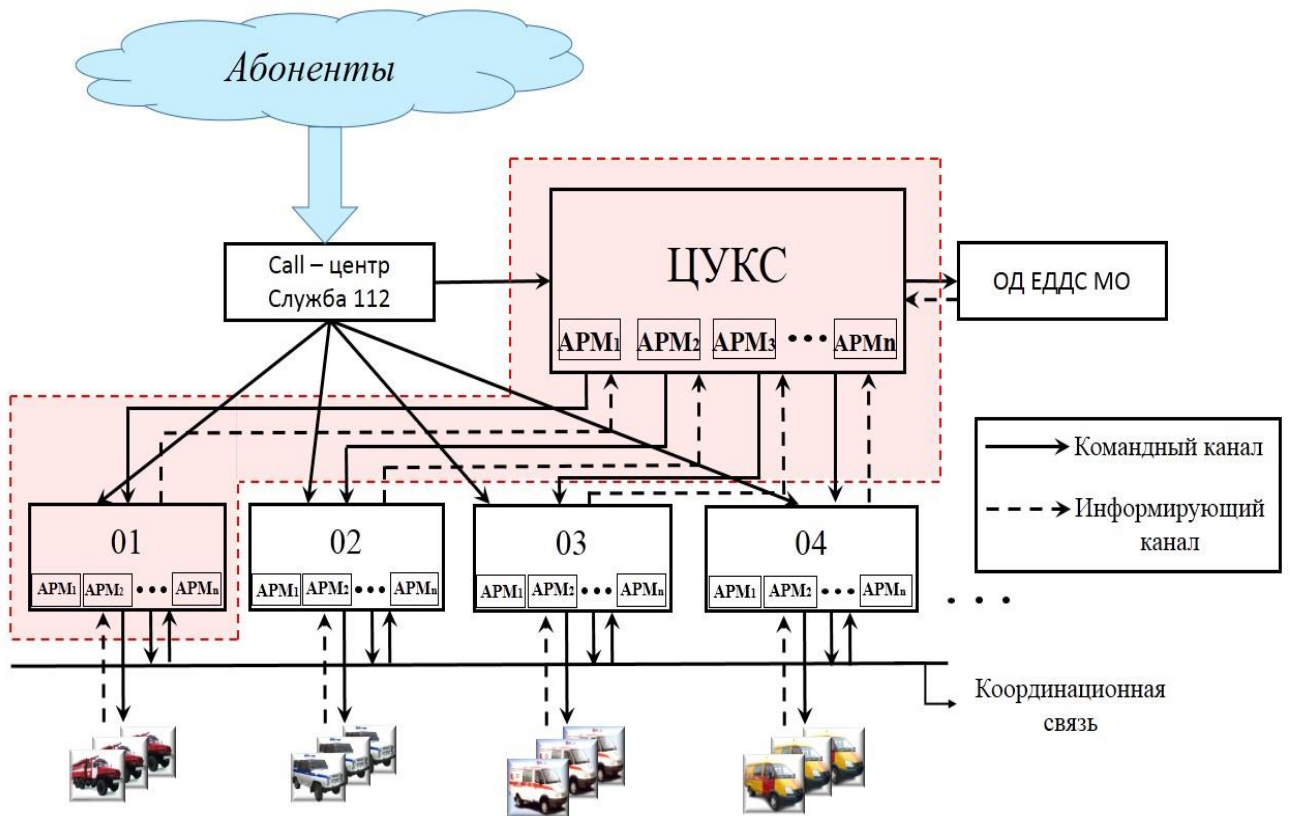 Абоненты
Call – центр
Служба 112
ЦУКС
АРМ₁ АРМ₂ АРМ₃ ••• АРМn
ОД ЕДДС МО
Командный канал
Информирующий
канал
01
АРМ₁ АРМ₂ ••• АРМn
02
АРМ₁ АРМ₂ ••• АРМn
03
АРМ₁ АРМ₂ ••• АРМn
04
АРМ₁ АРМ₂ ••• АРМn
• • •
Координационная
связь